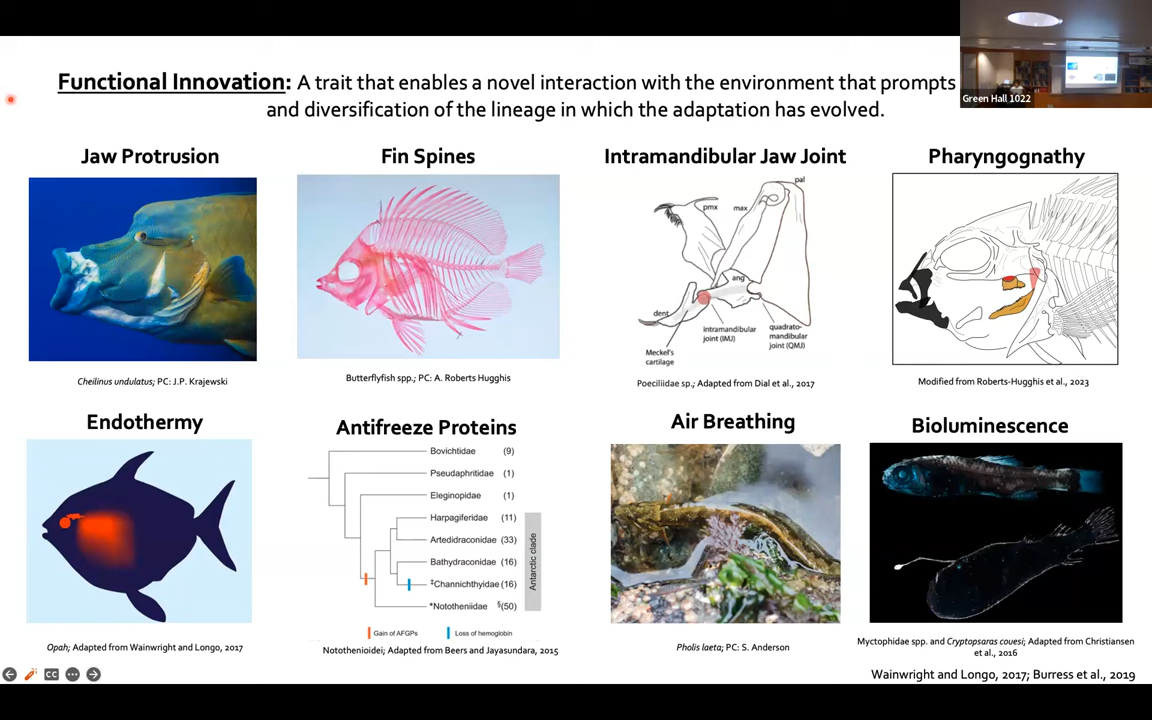 Functional Innovation: A trait that enables a novel interaction with the environment that prompts
Green Hall 1022
and diversification of the lineage in which the adaptation has evolved.
Jaw Protrusion
Fin Spines
Intramandibular Jaw Joint
Pharyngognathy
pal
pmx
max
ang
dent
intramandibular
joint (IMJ)
quadrato-
mandibular
joint (QMJ)
Meckel's
cartilage
Cheilinus undulatus; PC: J.P. Krajewski
Butterflyfish spp.; PC: A. Roberts Hugghis
Poeciliidae sp.; Adapted from Dial et al., 2017
Modified from Roberts-Hugghis et al., 2023
Endothermy
Antifreeze Proteins
Air Breathing
Bioluminescence
Bovichtidae (9)
Pseudaphritidae (1)
Eleginopidae (1)
Harpagiferidae (11)
Artedidraconidae (33)
Bathydraconidae (16)
‡Channichthyidae (16)
*Nototheniidae §(50)
Antarctic clade
Gain of AFGPs
Loss of hemoglobin
Opah; Adapted from Wainwright and Longo, 2017
Notothenioidei; Adapted from Beers and Jayasundara, 2015
Pholis laeta; PC: S. Anderson
Myctophidae spp. and Cryptopsaras couesi; Adapted from Christiansen
et al., 2016
Wainwright and Longo, 2017; Burress et al., 2019
CC